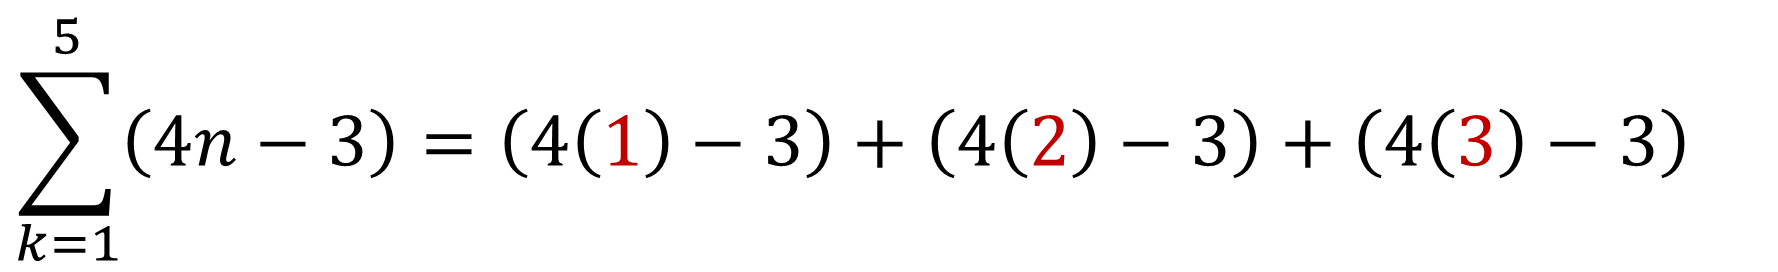 5
∑ (4n − 3) = (4(1) − 3) + (4(2) − 3) + (4(3) − 3)
k=1